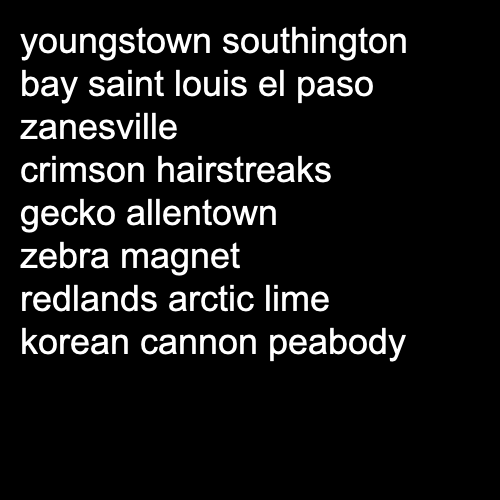 youngstown southington
bay saint louis el paso
zanesville
crimson hairstreaks
gecko allentown
zebra magnet
redlands arctic lime
korean cannon peabody